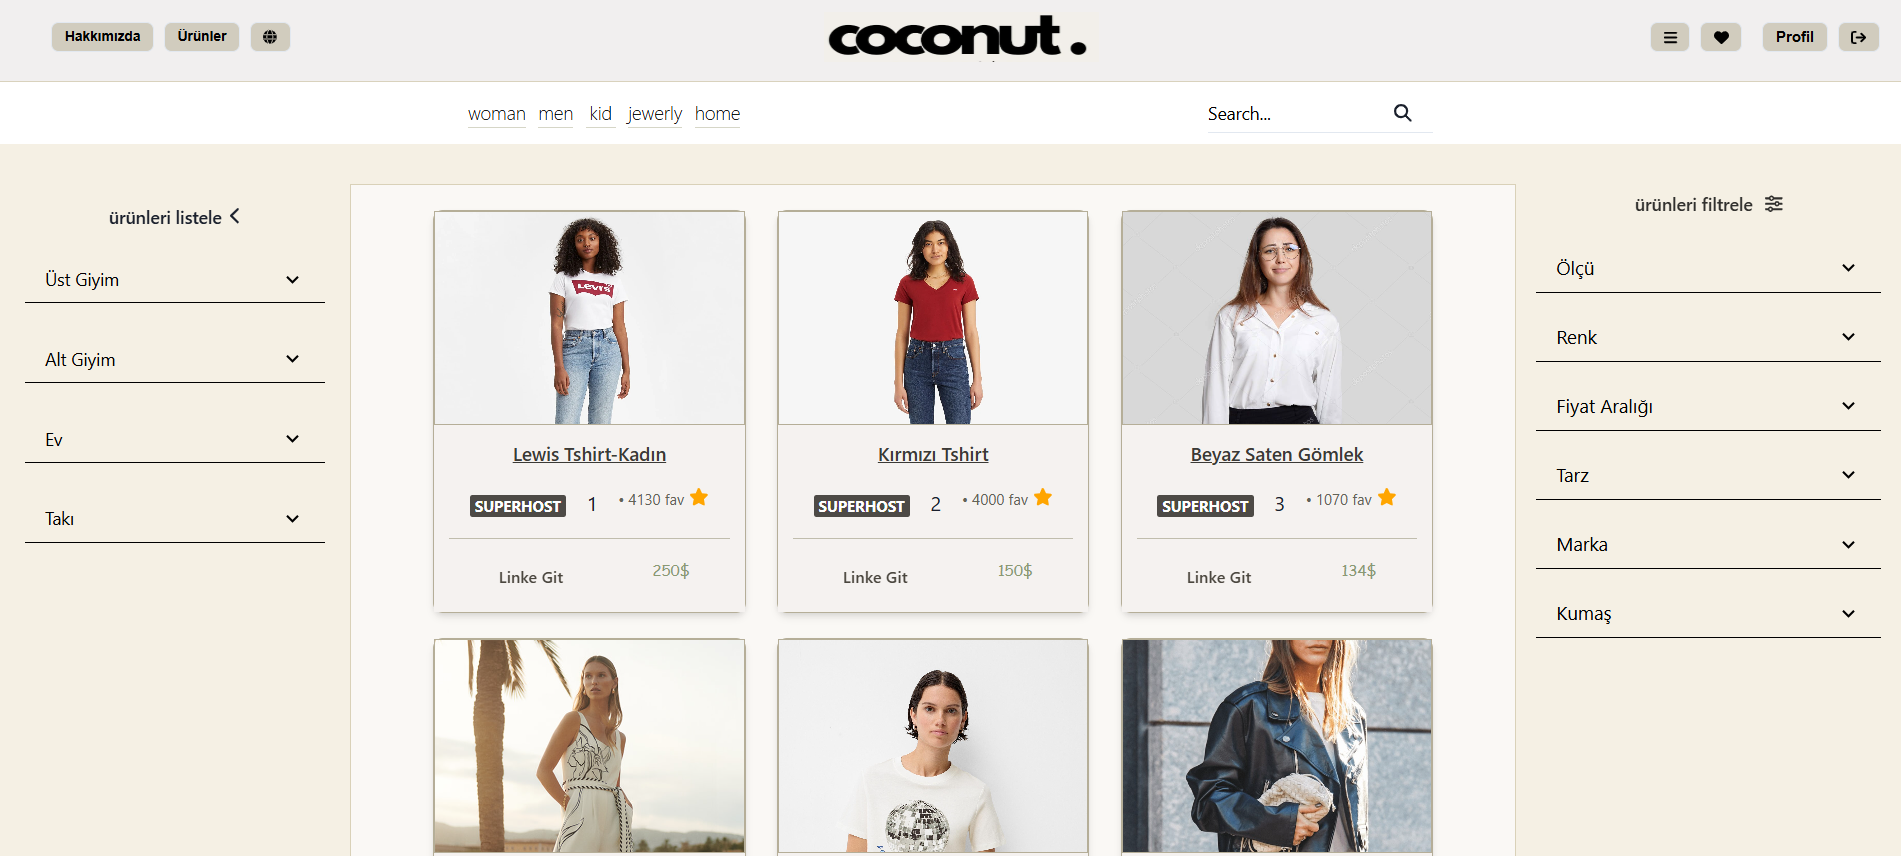 Hakkımızda Ürünler
coconut.
Profil
woman men kid jewerly home
Search...
ürünleri listele
Üst Giyim
Alt Giyim
Ev
Takı
LEVI'S
Lewis Tshirt-Kadın
SUPERHOST 1 • 4130 fav
Linke Git 250$
Kırmızı Tshirt
SUPERHOST 2 • 4000 fav
Linke Git 150$
Beyaz Saten Gömlek
SUPERHOST 3 • 1070 fav
Linke Git 134$
ürünleri filtrele
Ölçü
Renk
Fiyat Aralığı
Tarz
Marka
Kumaş